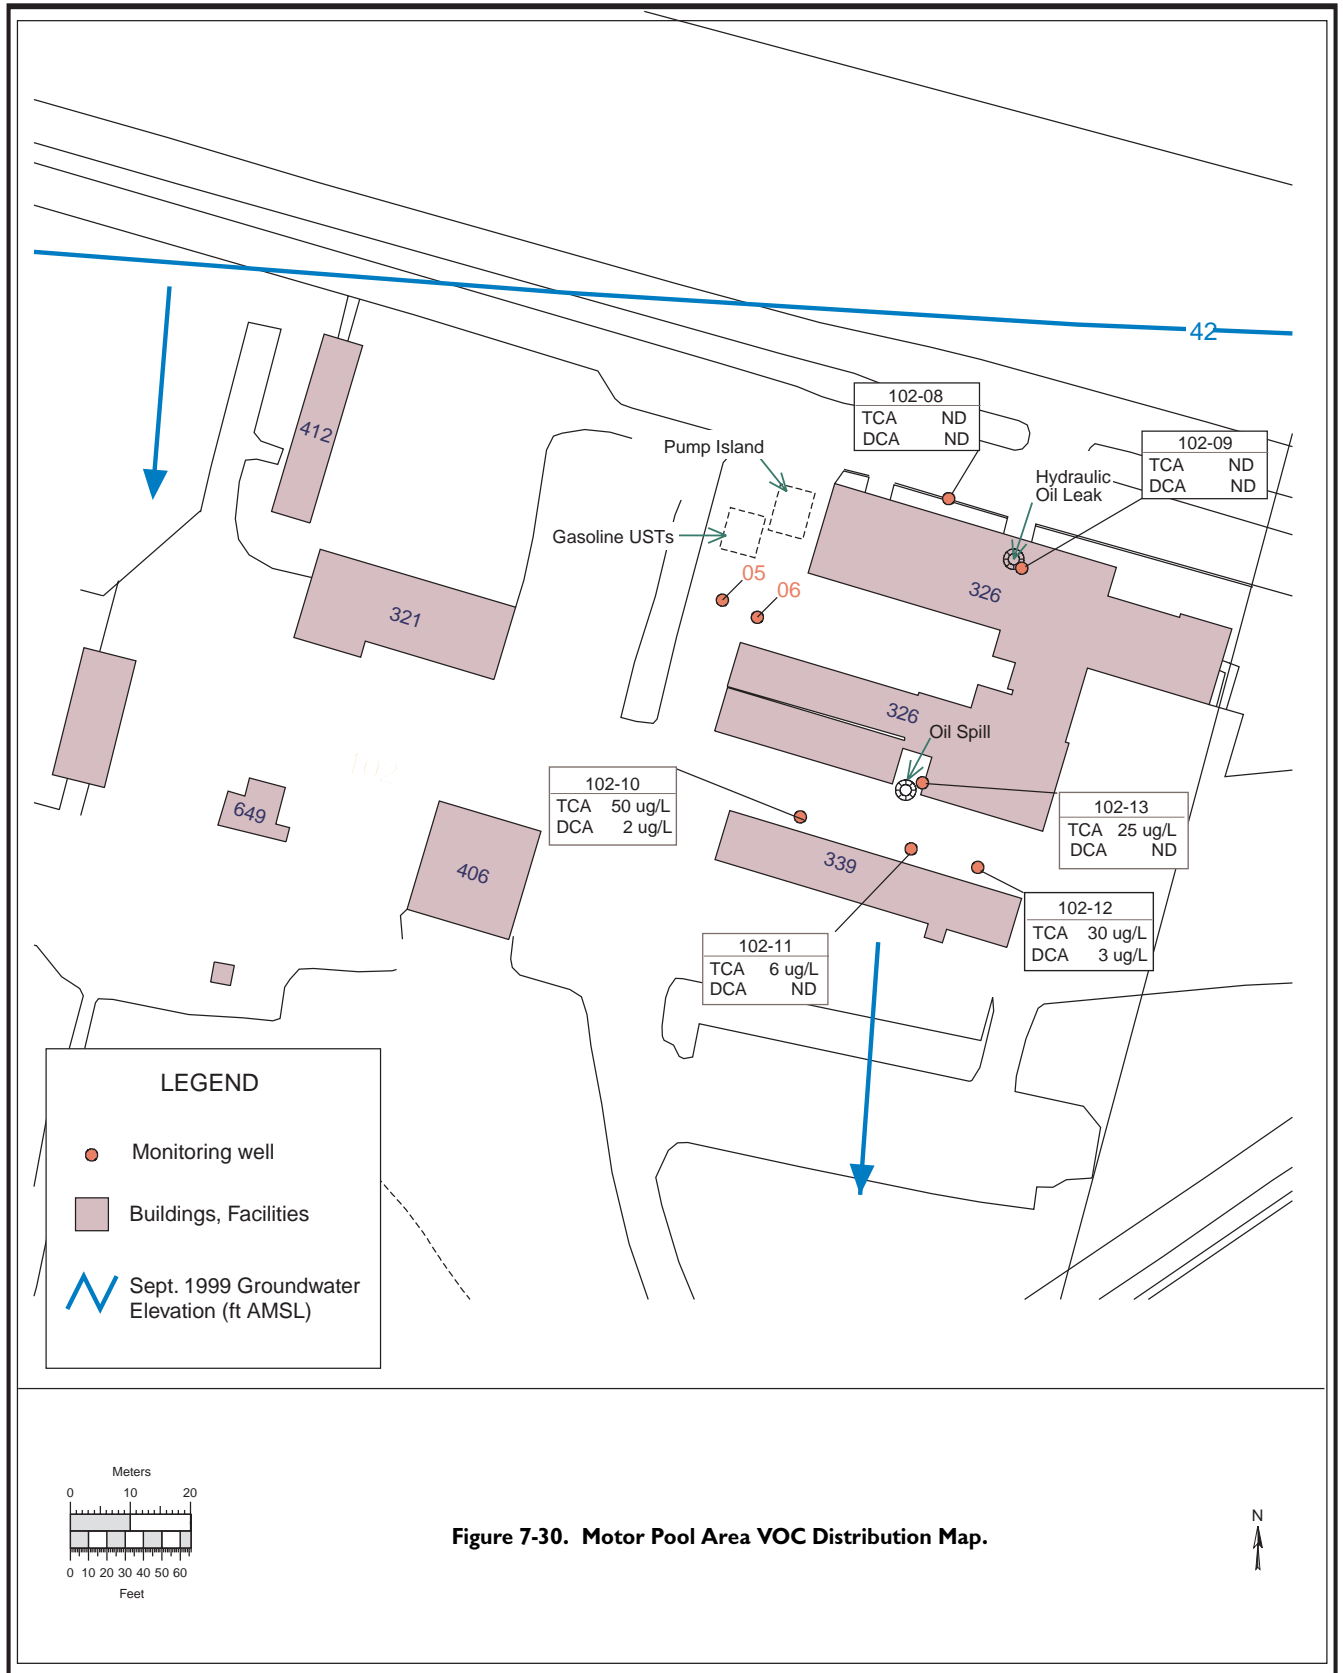 42
412
102-08
TCA ND
DCA ND
102-09
TCA ND
DCA ND
Pump Island
Hydraulic
Oil Leak
Gasoline USTs
05
06
326
321
326
Oil Spill
102
102-10
TCA 50 ug/L
DCA 2 ug/L
102-13
TCA 25 ug/L
DCA ND
649
339
406
102-12
TCA 30 ug/L
DCA 3 ug/L
102-11
TCA 6 ug/L
DCA ND
LEGEND
Monitoring well
Buildings, Facilities
Sept. 1999 Groundwater
Elevation (ft AMSL)
Meters
0 10 20
0 10 20 30 40 50 60
Feet
Figure 7-30. Motor Pool Area VOC Distribution Map.
N